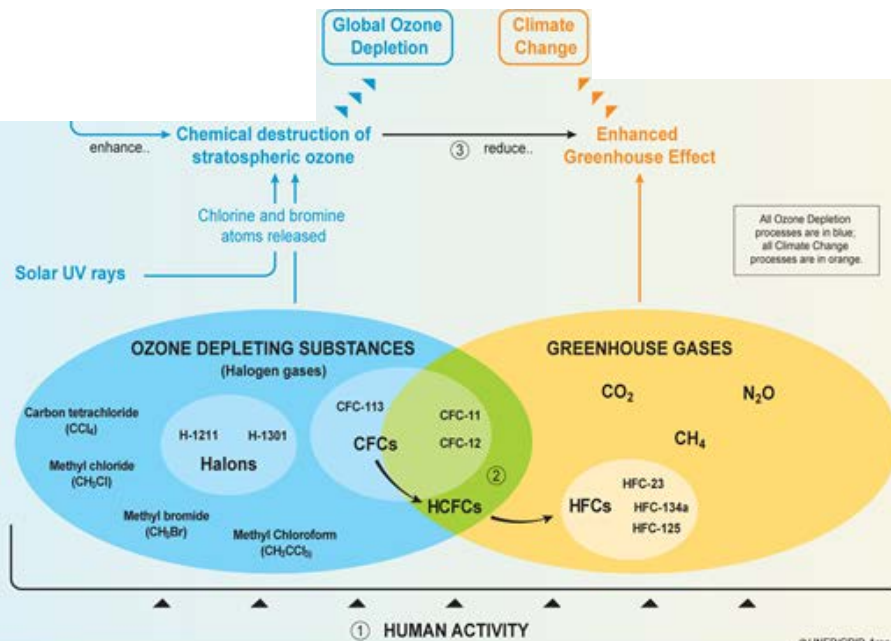 Global Ozone
Depletion
Climate
Change
enhance..
Chemical destruction of
stratospheric ozone
③ reduce..
Enhanced
Greenhouse Effect
Chlorine and bromine
atoms released
All Ozone Depletion
processes are in blue;
all Climate Change
processes are in orange.
Solar UV rays
OZONE DEPLETING SUBSTANCES
(Halogen gases)
GREENHOUSE GASES
Carbon tetrachloride
(CCl₄)
H-1211
H-1301
Halons
Methyl chloride
(CH₃Cl)
Methyl bromide
(CH₃Br)
Methyl Chloroform
(CH₃CCl₃)
CFC-113
CFCs
CFC-11
CFC-12
②
HCFCs
CO₂
N₂O
CH₄
HFC-23
HFCs
HFC-134a
HFC-125
① HUMAN ACTIVITY